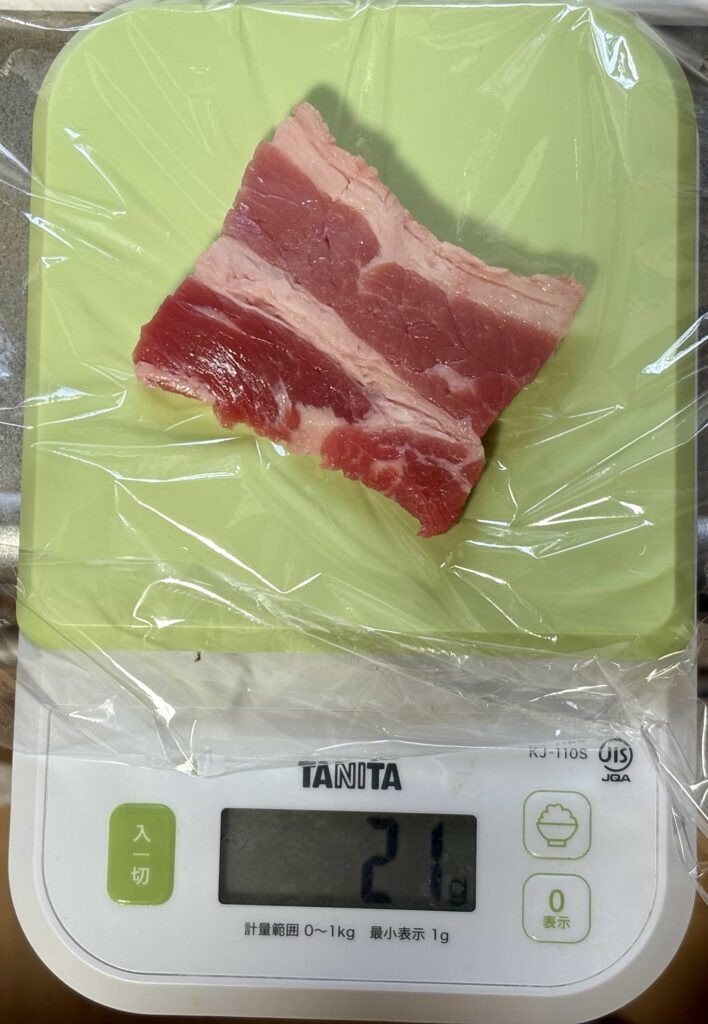 KJ-110S
JIS
JQA
TANITA
入
切
21g
0
表示
計量範囲 0〜1kg 最小表示 1g